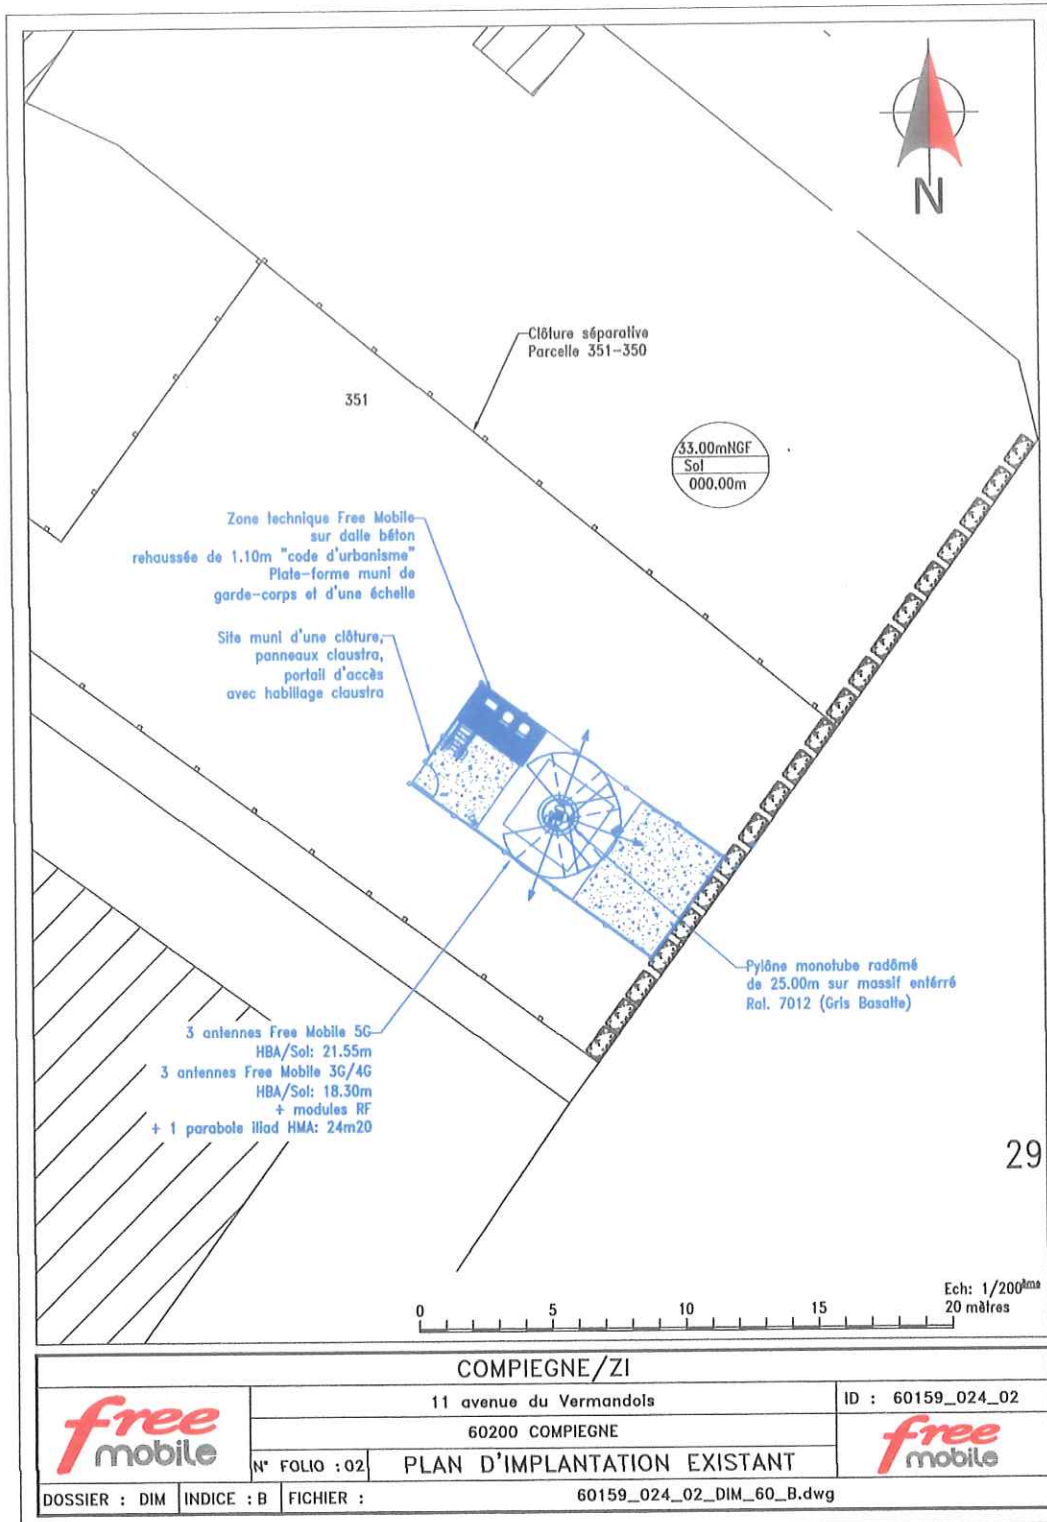 N
Clôture séparative
Parcelle 351-350
351
33.00mNGF
Sol
000.00m
Zone technique Free Mobile
sur dalle béton
rehaussée de 1.10m "code d'urbanisme"
Plate-forme muni de
garde-corps et d'une échelle
Site muni d'une clôture,
panneaux claustra,
portail d'accès
avec habillage claustra
Pylône monotube radômé
de 25.00m sur massif entérré
Ral. 7012 (Gris Basalte)
3 antennes Free Mobile 5G
HBA/Sol: 21.55m
3 antennes Free Mobile 3G/4G
HBA/Sol: 18.30m
+ modules RF
+ 1 parabole iliad HMA: 24m20
29
Ech: 1/200ème
0 5 10 15 20 mètres
COMPIEGNE/ZI
free mobile
11 avenue du Vermandois
ID : 60159_024_02
60200 COMPIEGNE
free mobile
N° FOLIO : 02
PLAN D'IMPLANTATION EXISTANT
DOSSIER : DIM
INDICE : B
FICHIER : 60159_024_02_DIM_60_B.dwg